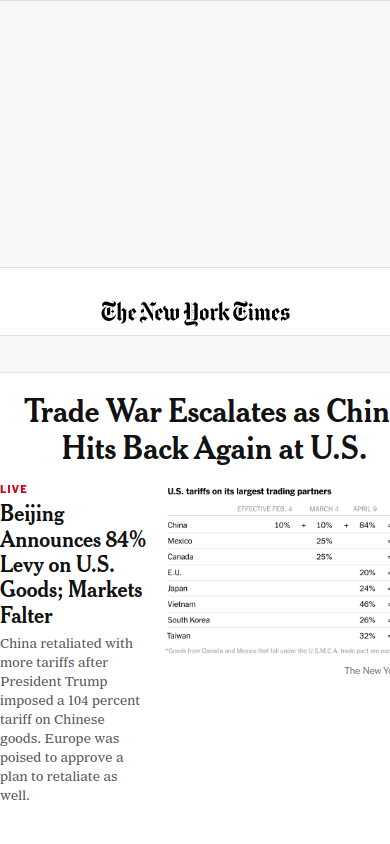 The New York Times
Trade War Escalates as Chin
Hits Back Again at U.S.
LIVE
Beijing
Announces 84%
Levy on U.S.
Goods; Markets
Falter
China retaliated with
more tariffs after
President Trump
imposed a 104 percent
tariff on Chinese
goods. Europe was
poised to approve a
plan to retaliate as
well.
U.S. tariffs on its largest trading partners
EFFECTIVE FEB. 4 MARCH 4 APRIL 9
China 10% + 10% + 84% =
Mexico 25% =
Canada 25% =
E.U. 20% =
Japan 24% =
Vietnam 46% =
South Korea 26% =
Taiwan 32% =
*Goods from Canada and Mexico that fall under the U.S.M.C.A. trade pact are exe
The New Yo